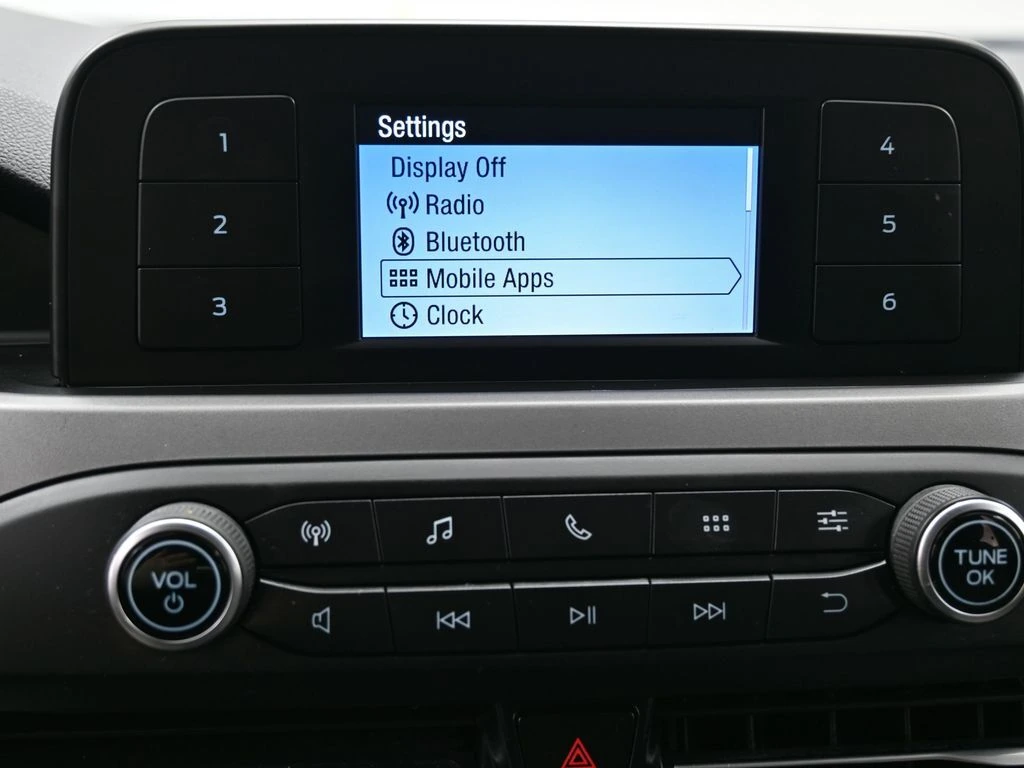 1
2
3
Settings
Display Off
Radio
Bluetooth
Mobile Apps
Clock
4
5
6
VOL
TUNE
OK